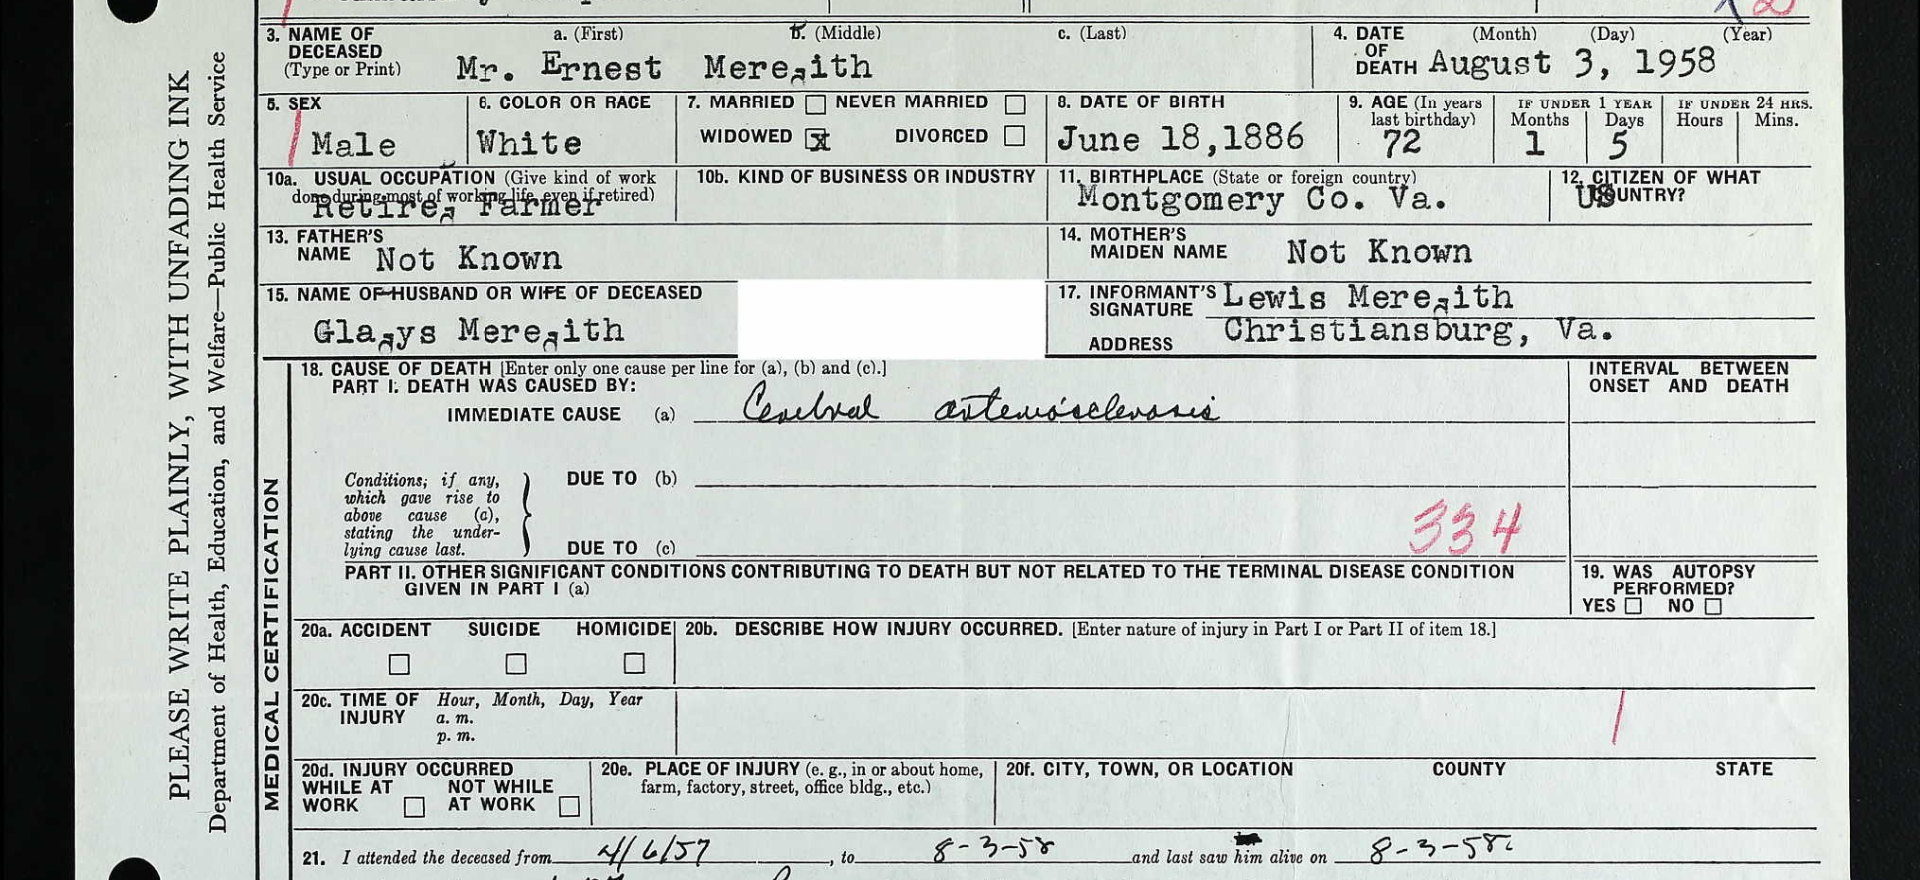 3. NAME OF DECEASED (Type or Print) a. (First) b. (Middle) c. (Last)
Mr. Ernest Meredith
4. DATE OF DEATH (Month) (Day) (Year)
August 3, 1958
5. SEX
Male
6. COLOR OR RACE
White
7. MARRIED NEVER MARRIED
WIDOWED x DIVORCED
8. DATE OF BIRTH
June 18,1886
9. AGE (In years last birthday)
72
IF UNDER 1 YEAR
Months Days
1 5
IF UNDER 24 HRS.
Hours Mins.
10a. USUAL OCCUPATION (Give kind of work
done during most of working life, even if retired)
Retired Farmer
10b. KIND OF BUSINESS OR INDUSTRY
11. BIRTHPLACE (State or foreign country)
Montgomery Co. Va.
12. CITIZEN OF WHAT
COUNTRY?
US
13. FATHER'S
NAME Not Known
14. MOTHER'S
MAIDEN NAME Not Known
15. NAME OF HUSBAND OR WIFE OF DECEASED
Gladys Meredith
17. INFORMANT'S
SIGNATURE Lewis Meredith
ADDRESS Christiansburg, Va.
18. CAUSE OF DEATH [Enter only one cause per line for (a), (b) and (c).]
PART I. DEATH WAS CAUSED BY:
IMMEDIATE CAUSE (a) Cerebral arteriosclerosis
INTERVAL BETWEEN
ONSET AND DEATH
Conditions, if any,
which gave rise to
above cause (a),
stating the under-
lying cause last.
DUE TO (b)
DUE TO (c)
334
PART II. OTHER SIGNIFICANT CONDITIONS CONTRIBUTING TO DEATH BUT NOT RELATED TO THE TERMINAL DISEASE CONDITION
GIVEN IN PART I (a)
19. WAS AUTOPSY
PERFORMED?
YES NO
20a. ACCIDENT SUICIDE HOMICIDE
20b. DESCRIBE HOW INJURY OCCURRED. [Enter nature of injury in Part I or Part II of item 18.]
20c. TIME OF INJURY Hour, Month, Day, Year
a. m.
p. m.
20d. INJURY OCCURRED
WHILE AT WORK NOT WHILE AT WORK
20e. PLACE OF INJURY (e. g., in or about home,
farm, factory, street, office bldg., etc.)
20f. CITY, TOWN, OR LOCATION COUNTY STATE
21. I attended the deceased from 4/6/57, to 8-3-58 and last saw him alive on 8-3-58
PLEASE WRITE PLAINLY, WITH UNFADING INK
Department of Health, Education, and Welfare—Public Health Service
MEDICAL CERTIFICATION